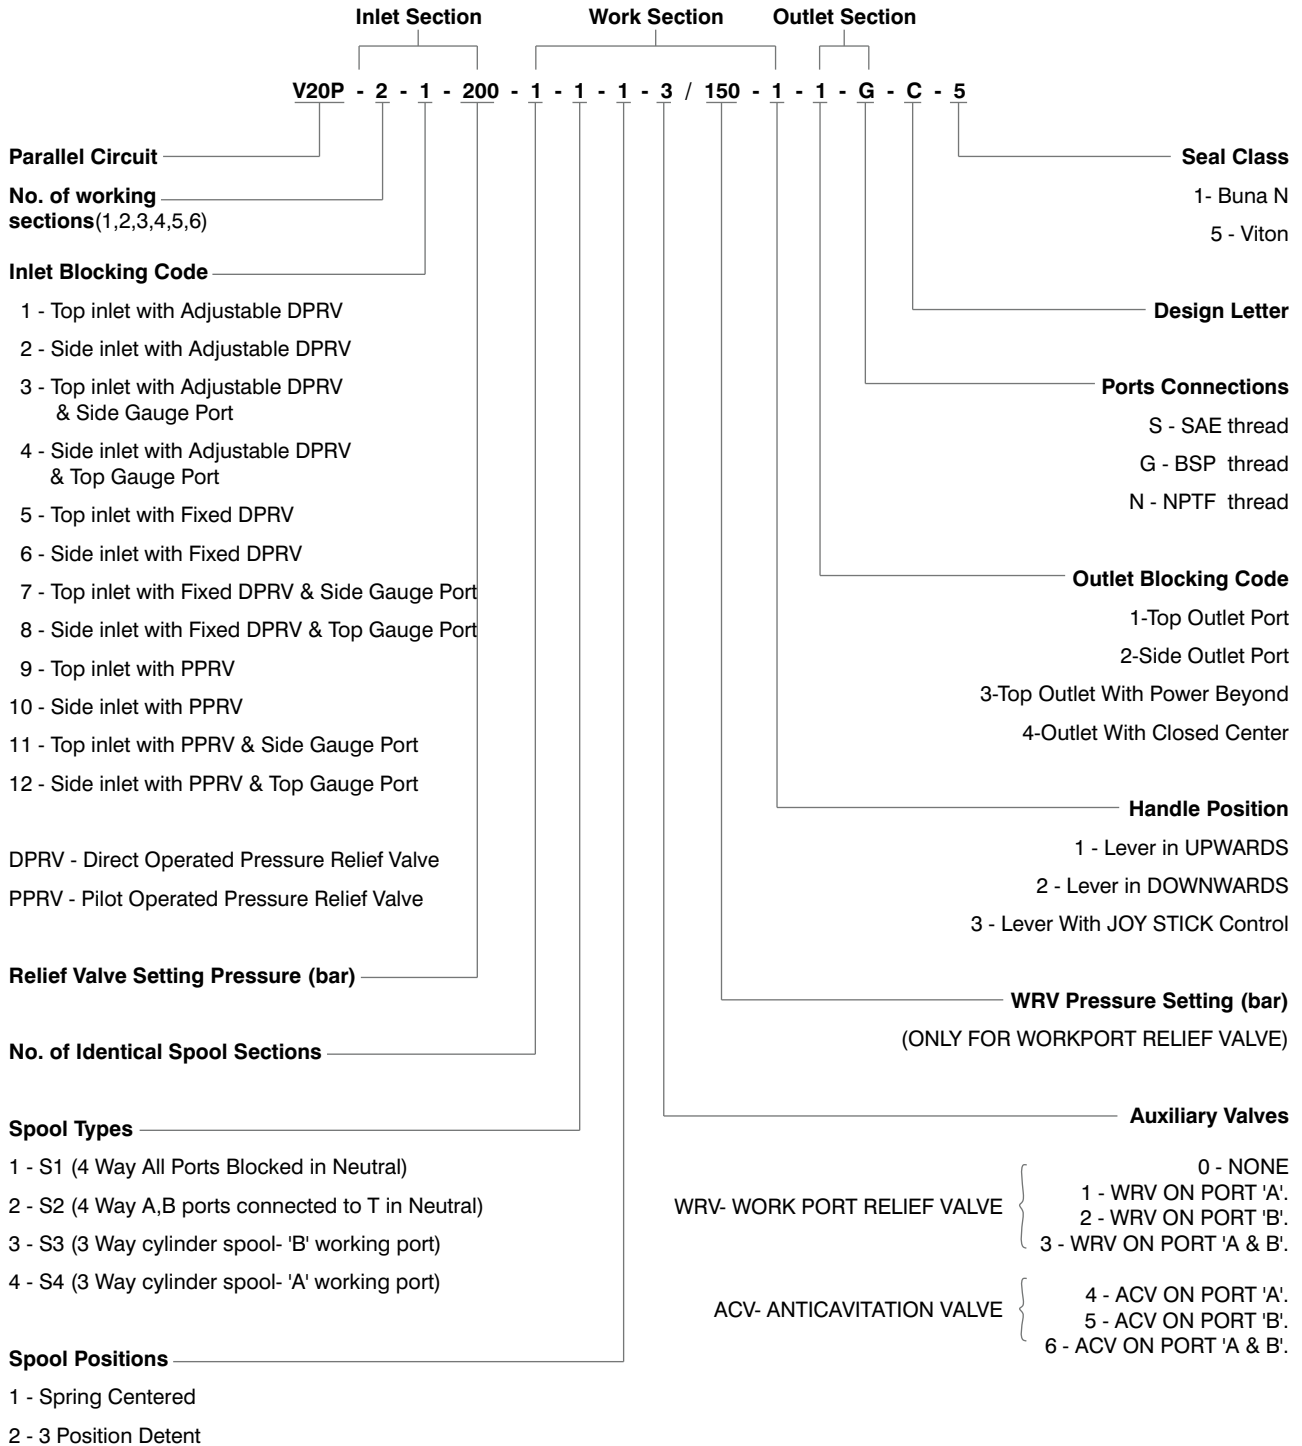 Inlet Section
Work Section
Outlet Section
V20P - 2 - 1 - 200 - 1 - 1 - 1 - 3 / 150 - 1 - 1 - G - C - 5
Parallel Circuit
No. of working
sections(1,2,3,4,5,6)
Inlet Blocking Code
1 - Top inlet with Adjustable DPRV
2 - Side inlet with Adjustable DPRV
3 - Top inlet with Adjustable DPRV
& Side Gauge Port
4 - Side inlet with Adjustable DPRV
& Top Gauge Port
5 - Top inlet with Fixed DPRV
6 - Side inlet with Fixed DPRV
7 - Top inlet with Fixed DPRV & Side Gauge Port
8 - Side inlet with Fixed DPRV & Top Gauge Port
9 - Top inlet with PPRV
10 - Side inlet with PPRV
11 - Top inlet with PPRV & Side Gauge Port
12 - Side inlet with PPRV & Top Gauge Port
DPRV - Direct Operated Pressure Relief Valve
PPRV - Pilot Operated Pressure Relief Valve
Relief Valve Setting Pressure (bar)
No. of Identical Spool Sections
Spool Types
1 - S1 (4 Way All Ports Blocked in Neutral)
2 - S2 (4 Way A,B ports connected to T in Neutral)
3 - S3 (3 Way cylinder spool- 'B' working port)
4 - S4 (3 Way cylinder spool- 'A' working port)
Spool Positions
1 - Spring Centered
2 - 3 Position Detent
Seal Class
1- Buna N
5 - Viton
Design Letter
Ports Connections
S - SAE thread
G - BSP thread
N - NPTF thread
Outlet Blocking Code
1-Top Outlet Port
2-Side Outlet Port
3-Top Outlet With Power Beyond
4-Outlet With Closed Center
Handle Position
1 - Lever in UPWARDS
2 - Lever in DOWNWARDS
3 - Lever With JOY STICK Control
WRV Pressure Setting (bar)
(ONLY FOR WORKPORT RELIEF VALVE)
Auxiliary Valves
WRV- WORK PORT RELIEF VALVE
0 - NONE
1 - WRV ON PORT 'A'.
2 - WRV ON PORT 'B'.
3 - WRV ON PORT 'A & B'.
ACV- ANTICAVITATION VALVE
4 - ACV ON PORT 'A'.
5 - ACV ON PORT 'B'.
6 - ACV ON PORT 'A & B'.